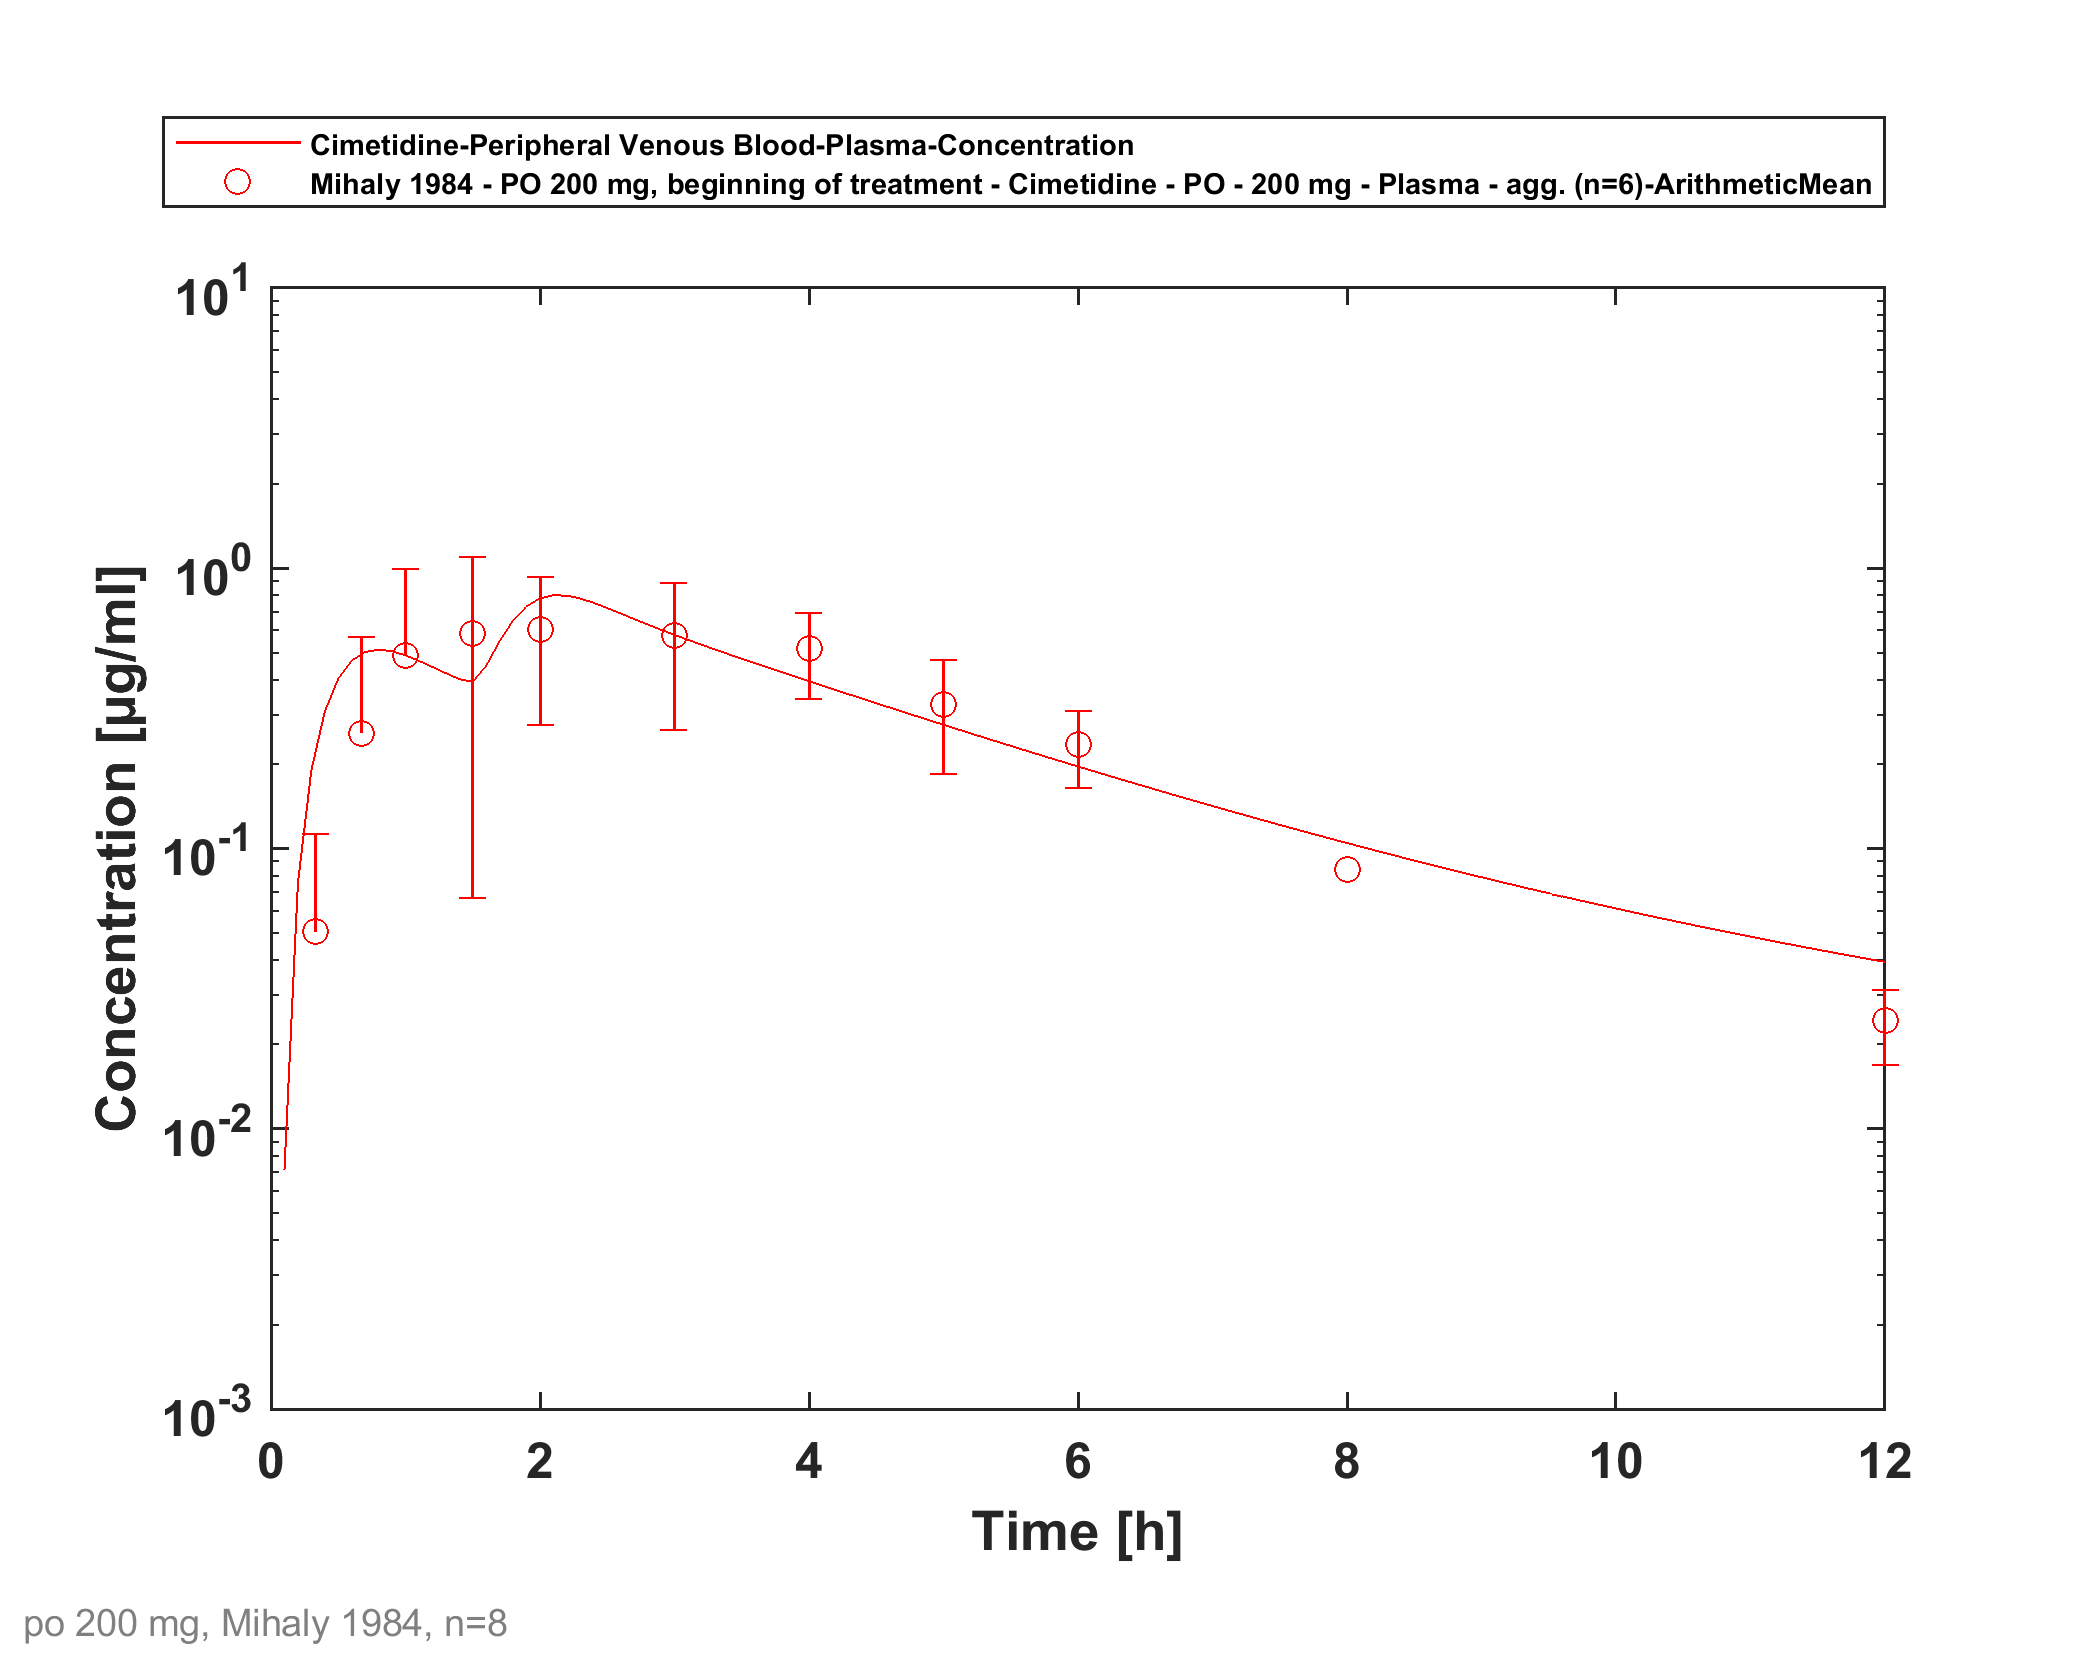 Cimetidine-Peripheral Venous Blood-Plasma-Concentration
Mihaly 1984 - PO 200 mg, beginning of treatment - Cimetidine - PO - 200 mg - Plasma - agg. (n=6)-ArithmeticMean
10^1
10^0
10^-1
10^-2
10^-3
Concentration [µg/ml]
0 2 4 6 8 10 12
Time [h]
po 200 mg, Mihaly 1984, n=8